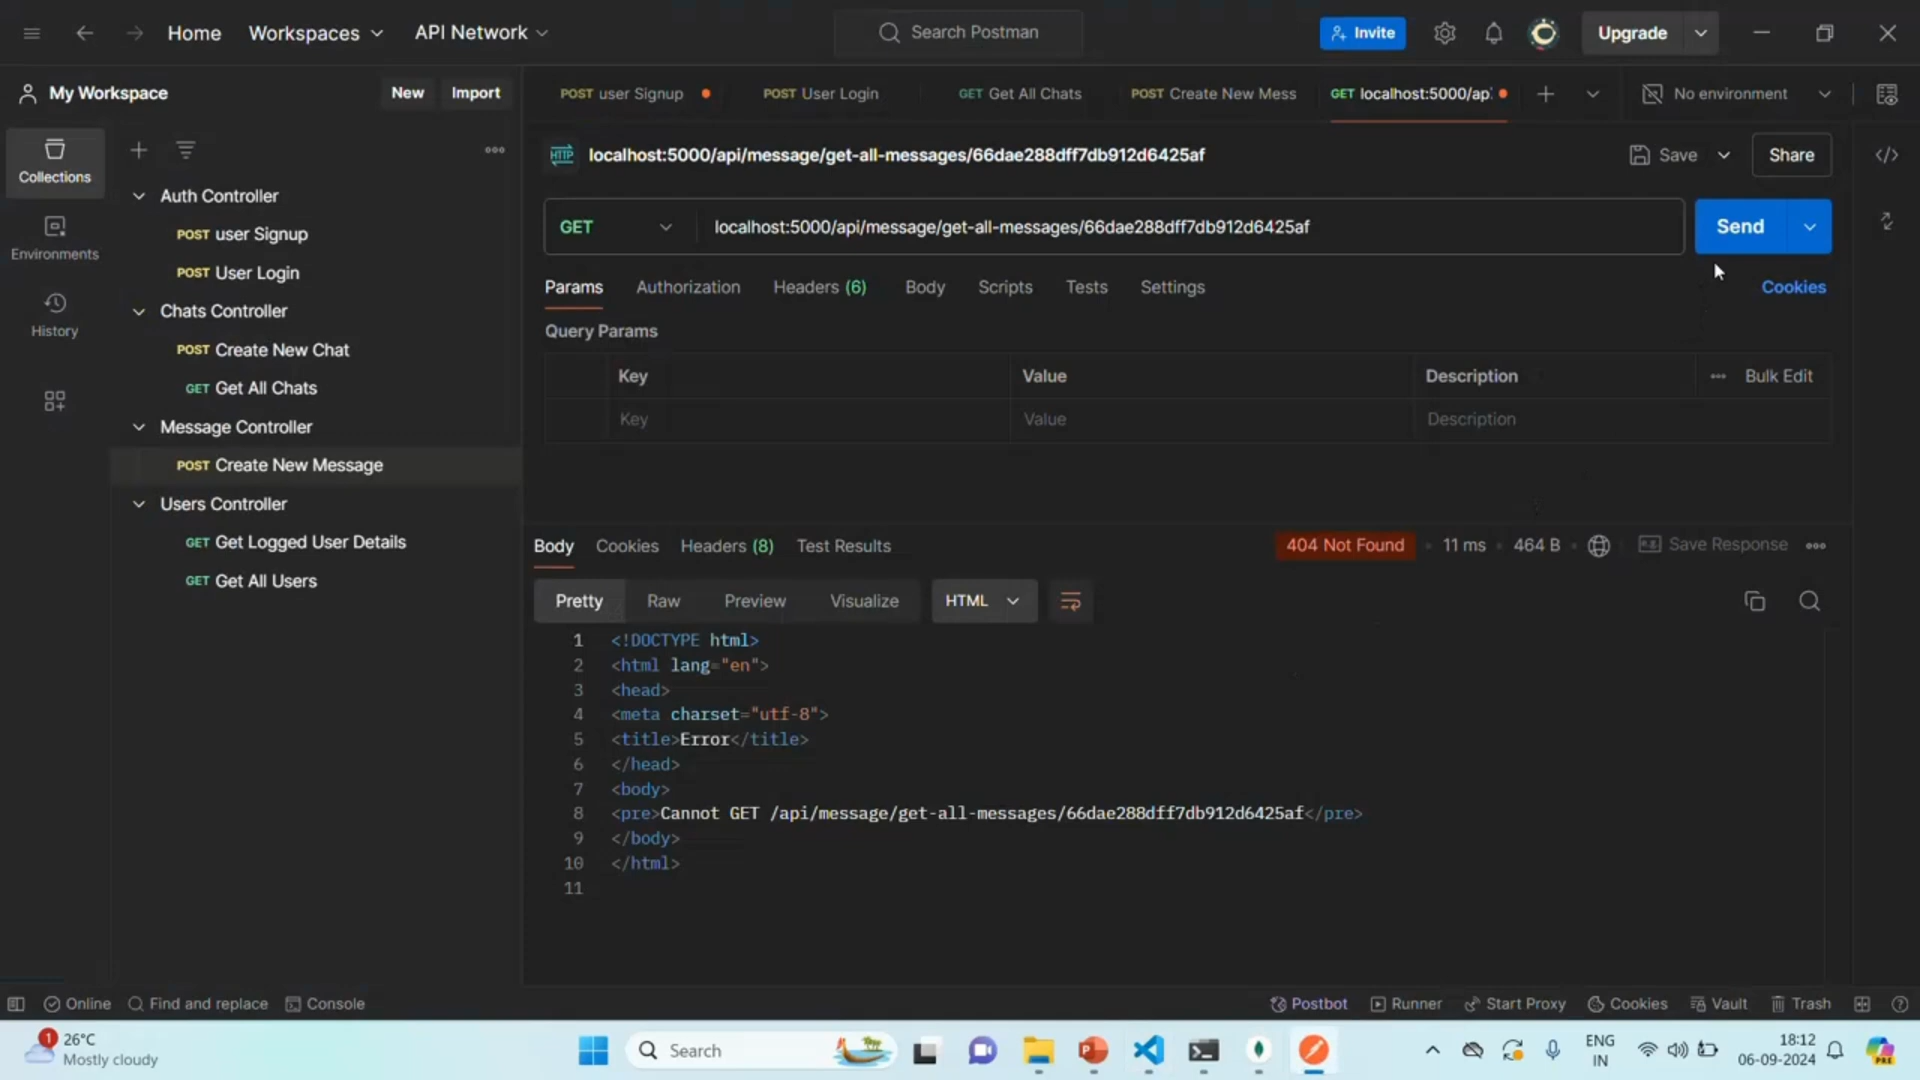 Home Workspaces API Network Search Postman Invite Upgrade
My Workspace New Import
POST user Signup POST User Login GET Get All Chats POST Create New Mess GET localhost:5000/ap No environment
Collections
Environments
History
Auth Controller
POST user Signup
POST User Login
Chats Controller
POST Create New Chat
GET Get All Chats
Message Controller
POST Create New Message
Users Controller
GET Get Logged User Details
GET Get All Users
HTTP localhost:5000/api/message/get-all-messages/66dae288dff7db912d6425af Save Share
GET localhost:5000/api/message/get-all-messages/66dae288dff7db912d6425af Send
Params Authorization Headers (6) Body Scripts Tests Settings Cookies
Query Params
Key Value Description Bulk Edit
Key Value Description
Body Cookies Headers (8) Test Results 404 Not Found 11 ms 464 B Save Response
Pretty Raw Preview Visualize HTML
1 <!DOCTYPE html>
2 <html lang="en">
3 <head>
4 <meta charset="utf-8">
5 <title>Error</title>
6 </head>
7 <body>
8 <pre>Cannot GET /api/message/get-all-messages/66dae288dff7db912d6425af</pre>
9 </body>
10 </html>
11
Online Find and replace Console Postbot Runner Start Proxy Cookies Vault Trash
1 26°C
Mostly cloudy
Search
ENG
IN
18:12
06-09-2024
PRE